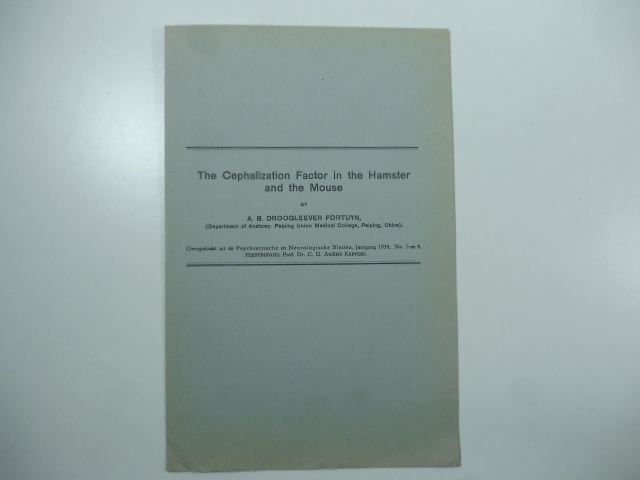 The Cephalization Factor in the Hamster
and the Mouse
BY
A. B. DROOGLEEVER FORTUYN,
(Department of Anatomy. Peiping Union Medical College, Peiping, China).
Overgedrukt uit de Psychiatrische en Neurologische Bladen, Jaargang 1934, No. 3 en 4,
FEESTBUNDEL Prof. Dr. C. U. ARIËNS KAPPERS.